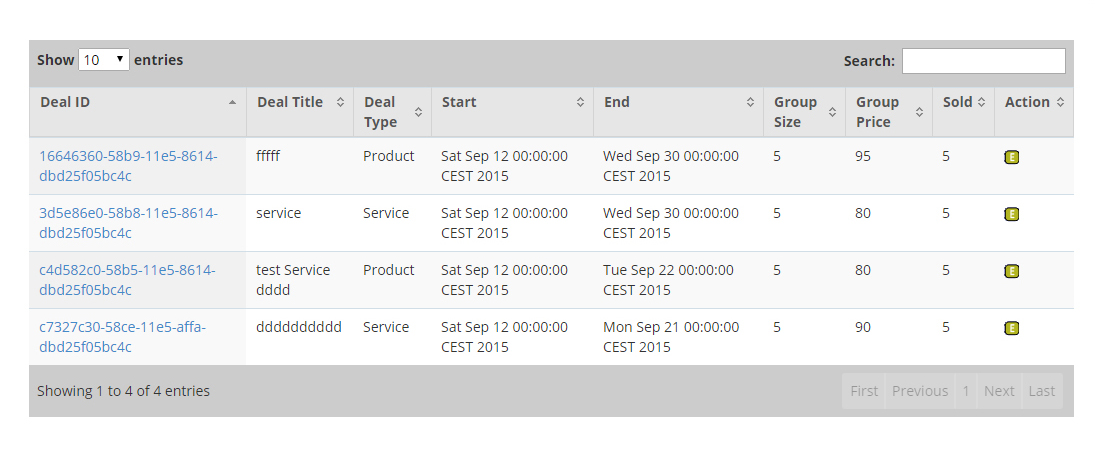 Show 10 entries Search:
Deal ID Deal Title Deal Type Start End Group Size Group Price Sold Action
16646360-58b9-11e5-8614- fffff Product Sat Sep 12 00:00:00 Wed Sep 30 00:00:00 5 95 5 E
dbd25f05bc4c CEST 2015 CEST 2015
3d5e86e0-58b8-11e5-8614- service Service Sat Sep 12 00:00:00 Wed Sep 30 00:00:00 5 80 5 E
dbd25f05bc4c CEST 2015 CEST 2015
c4d582c0-58b5-11e5-8614- test Service Product Sat Sep 12 00:00:00 Tue Sep 22 00:00:00 5 80 5 E
dbd25f05bc4c dddd CEST 2015 CEST 2015
c7327c30-58ce-11e5-affa- dddddddddd Service Sat Sep 12 00:00:00 Mon Sep 21 00:00:00 5 90 5 E
dbd25f05bc4c CEST 2015 CEST 2015
Showing 1 to 4 of 4 entries First Previous 1 Next Last